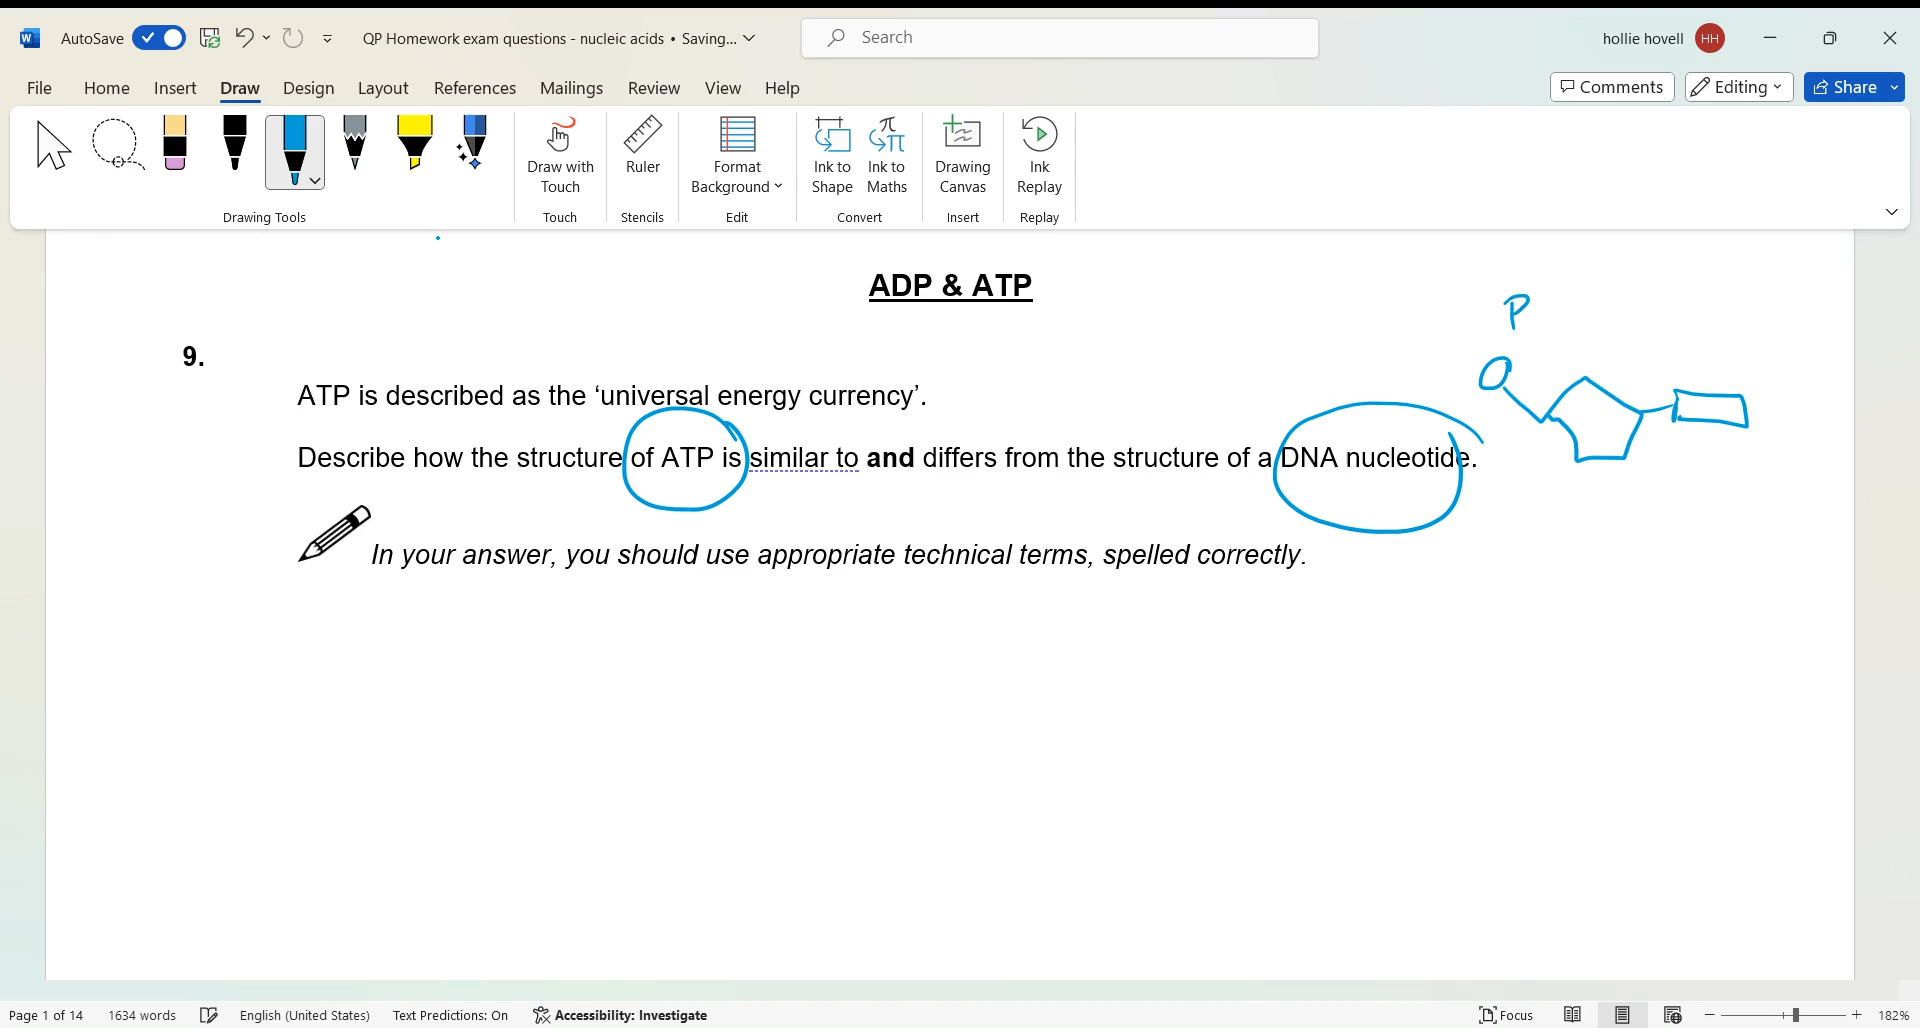 AutoSave QP Homework exam questions - nucleic acids • Saving... Search hollie hovell HH
File Home Insert Draw Design Layout References Mailings Review View Help Comments Editing Share
Draw with Touch Ruler Format Background Ink to Shape Ink to Maths Drawing Canvas Ink Replay
Drawing Tools Touch Stencils Edit Convert Insert Replay
ADP & ATP
P
9.
ATP is described as the ‘universal energy currency’.
Describe how the structure of ATP is similar to and differs from the structure of a DNA nucleotide.
In your answer, you should use appropriate technical terms, spelled correctly.
Page 1 of 14 1634 words English (United States) Text Predictions: On Accessibility: Investigate Focus 182%